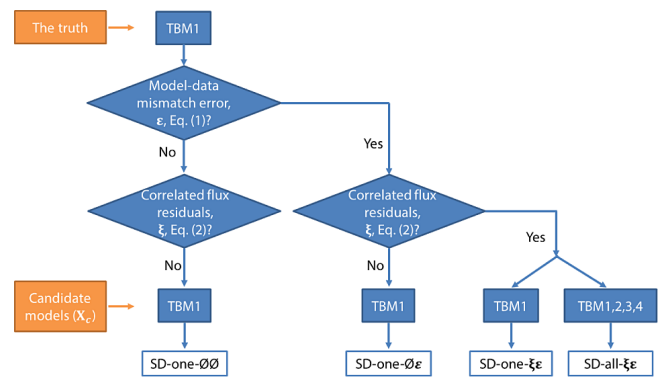 The truth
TBM1
Model-data
mismatch error,
ε, Eq. (1)?
No
Yes
Correlated flux
residuals,
ξ, Eq. (2)?
Correlated flux
residuals,
ξ, Eq. (2)?
Yes
No
No
Candidate
models (Xc)
TBM1
TBM1
TBM1
TBM1,2,3,4
SD-one-ØØ
SD-one-Øε
SD-one-ξε
SD-all-ξε